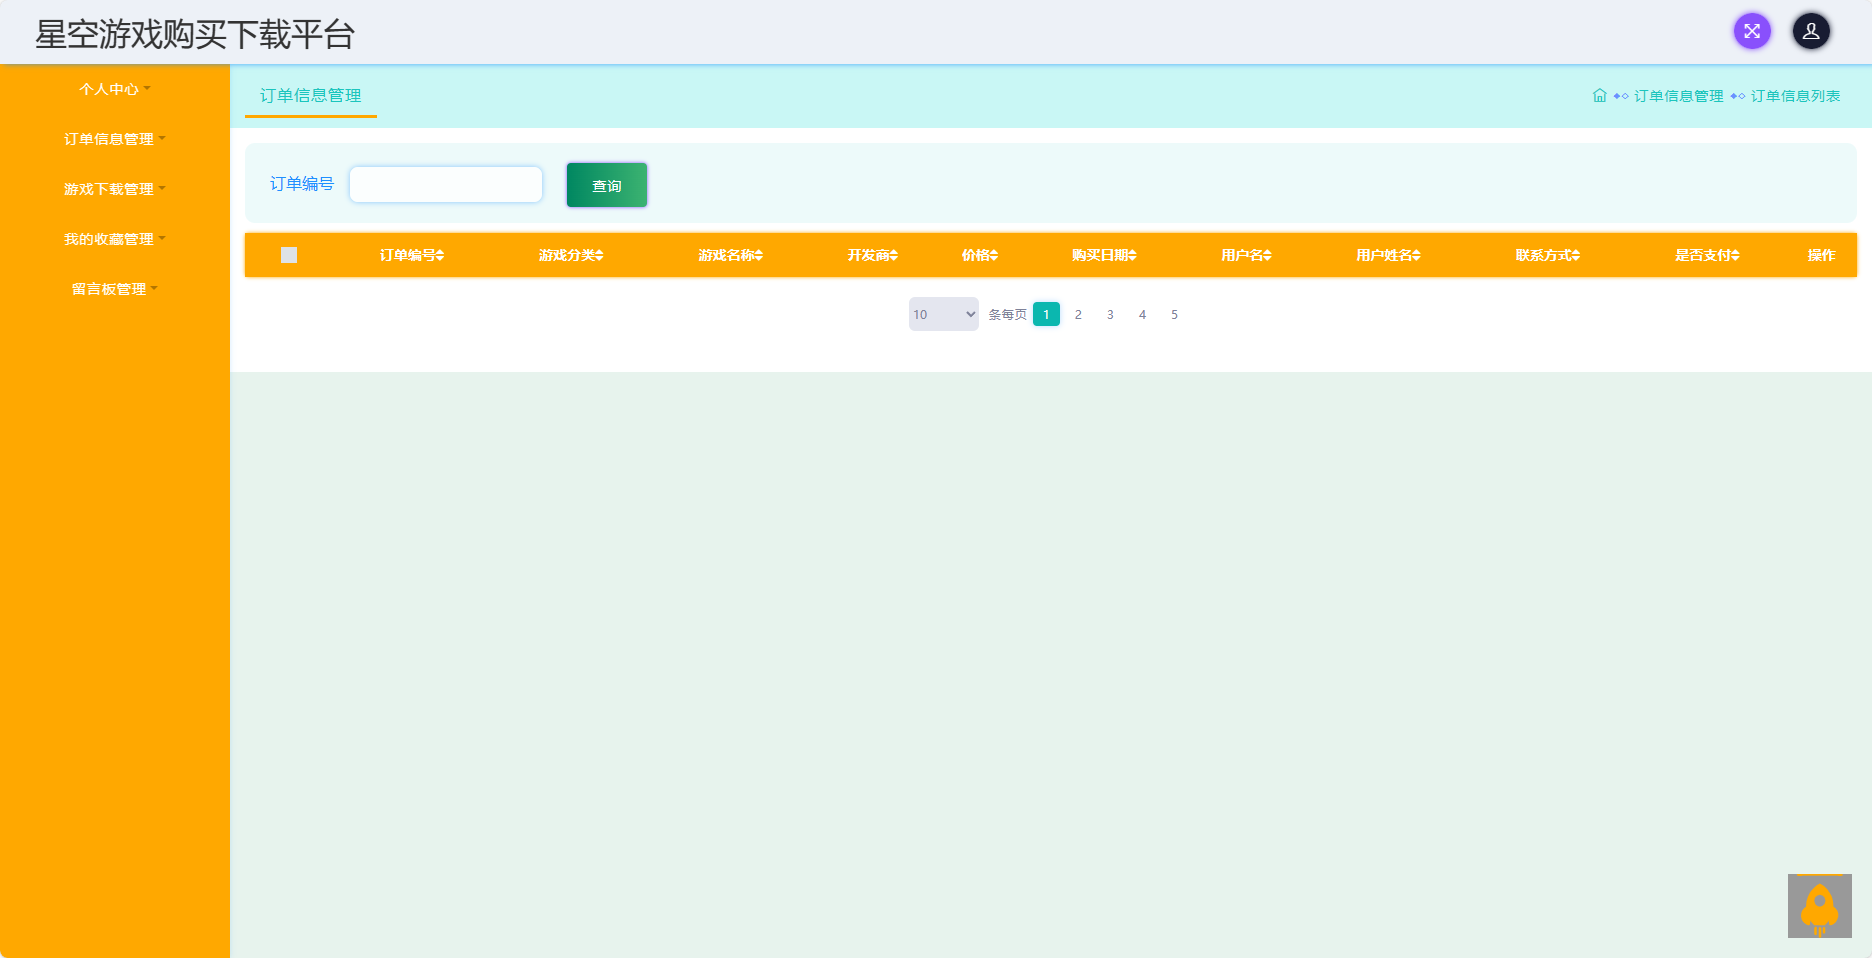 星空游戏购买下载平台
个人中心
订单信息管理
游戏下载管理
我的收藏管理
留言板管理
订单信息管理
订单信息管理 订单信息列表
订单编号 查询
订单编号 游戏分类 游戏名称 开发商 价格 购买日期 用户名 用户姓名 联系方式 是否支付 操作
10 条每页 1 2 3 4 5